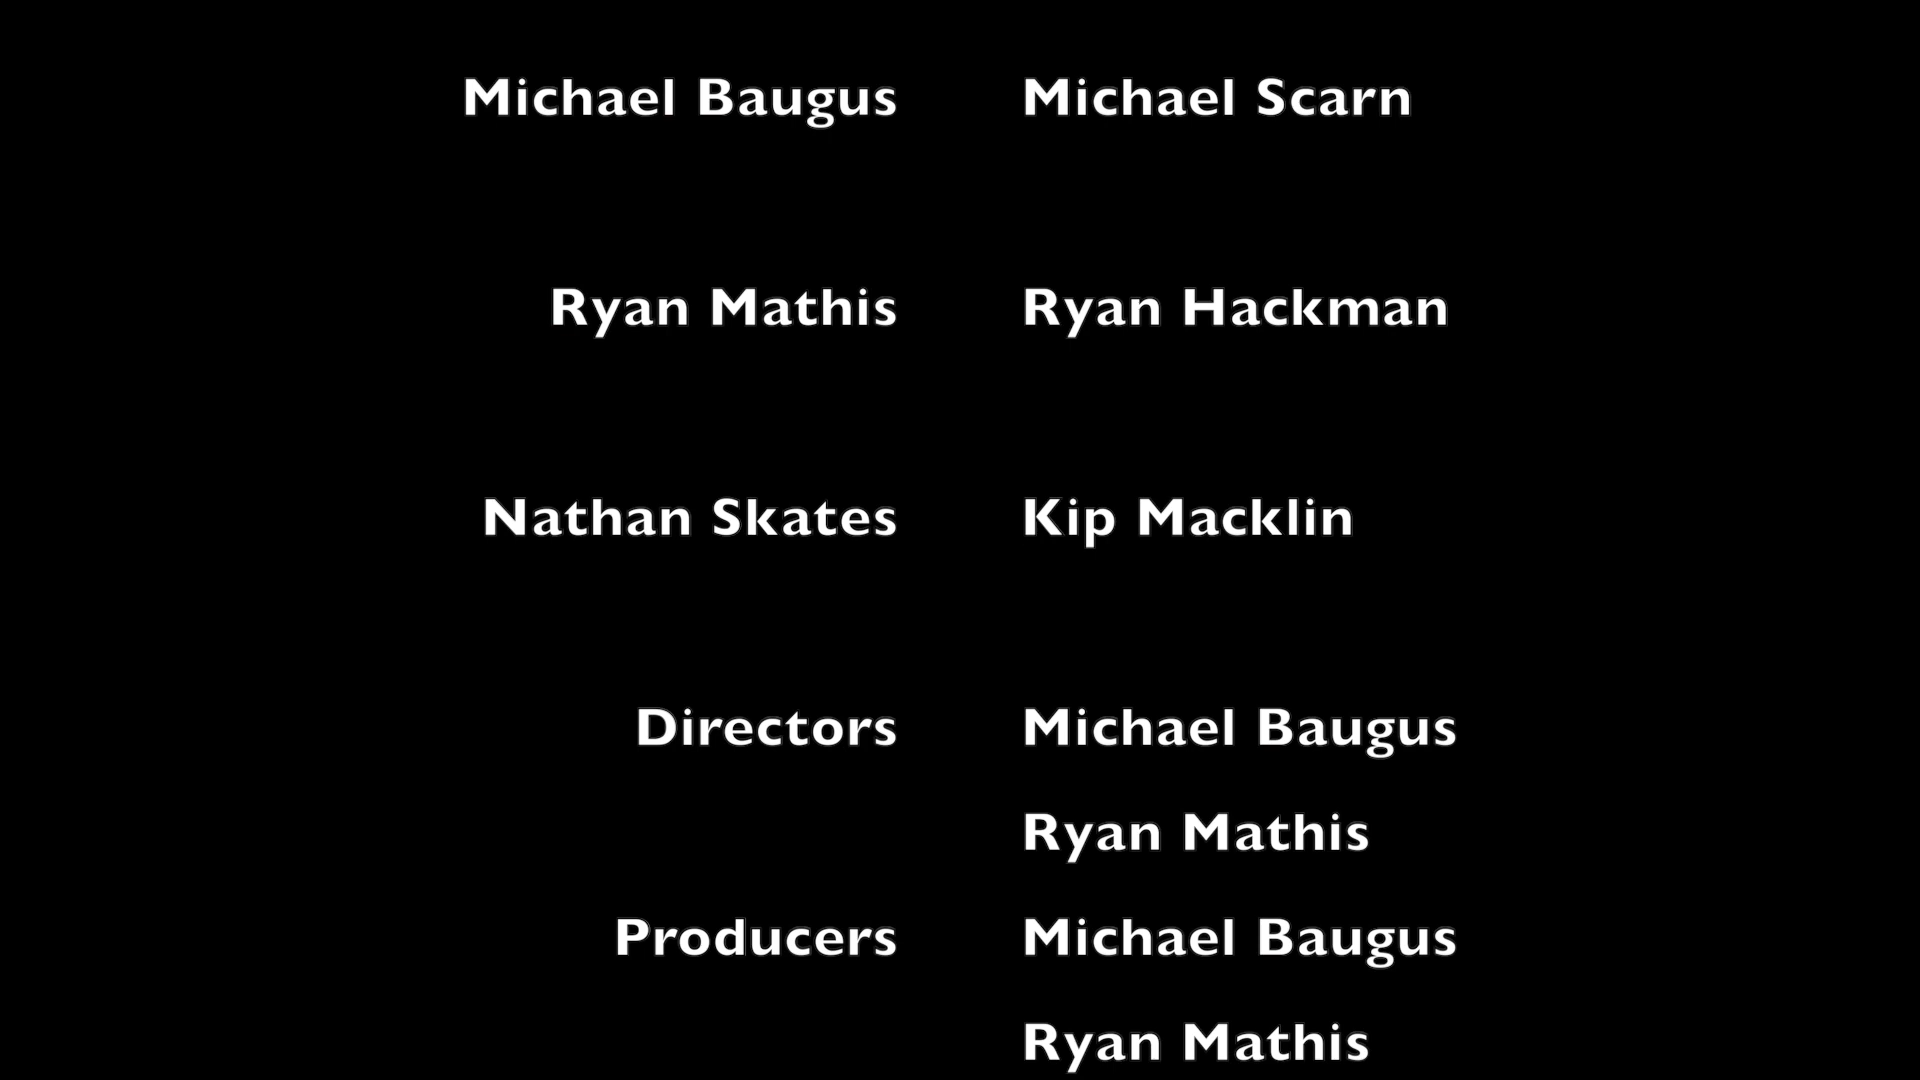 Michael Baugus Michael Scarn
Ryan Mathis Ryan Hackman
Nathan Skates Kip Macklin
Directors Michael Baugus
Ryan Mathis
Producers Michael Baugus
Ryan Mathis